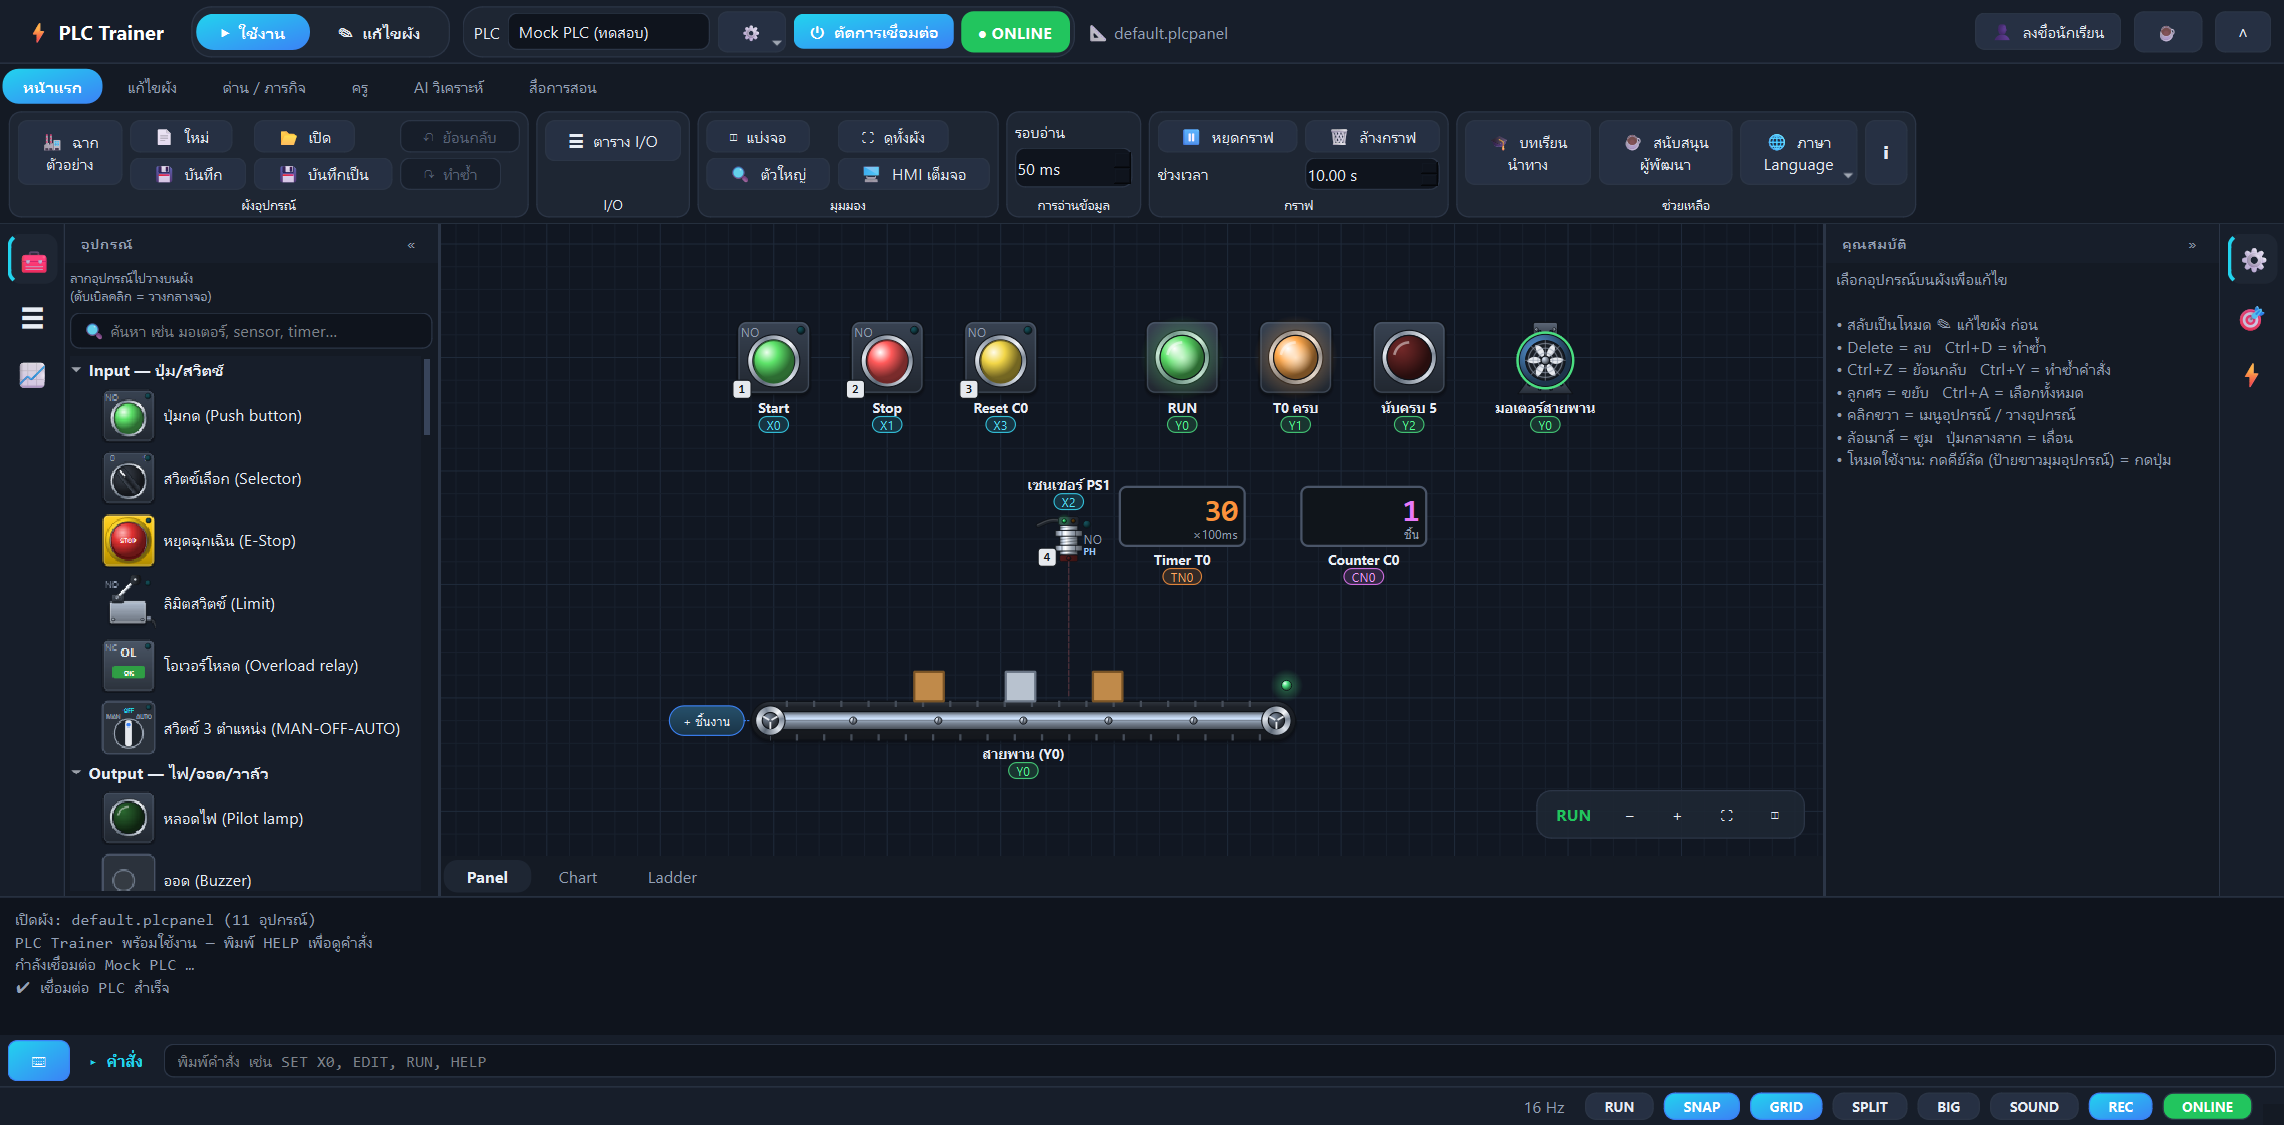 PLC Trainer
ใช้งาน
แก้ไขผัง
PLC
Mock PLC (ทดสอบ)
ตัดการเชื่อมต่อ
● ONLINE
default.plcpanel
ลงชื่อนักเรียน
หน้าแรก
แก้ไขผัง
ด่าน / ภารกิจ
ครู
AI วิเคราะห์
สื่อการสอน
ฉาก
ตัวอย่าง
ใหม่
เปิด
ย้อนกลับ
บันทึก
บันทึกเป็น
ทำซ้ำ
ผังอุปกรณ์
ตาราง I/O
I/O
แบ่งจอ
ดูทั้งผัง
ตัวใหญ่
HMI เต็มจอ
มุมมอง
รอบอ่าน
50 ms
การอ่านข้อมูล
หยุดกราฟ
ล้างกราฟ
ช่วงเวลา
10.00 s
กราฟ
บทเรียน
นำทาง
สนับสนุน
ผู้พัฒนา
ภาษา
Language
i
ช่วยเหลือ
อุปกรณ์
«
ลากอุปกรณ์ไปวางบนผัง
(ดับเบิลคลิก = วางกลางจอ)
ค้นหา เช่น มอเตอร์, sensor, timer...
Input — ปุ่ม/สวิตช์
NO
ปุ่มกด (Push button)
สวิตช์เลือก (Selector)
STOP
หยุดฉุกเฉิน (E-Stop)
NO
ลิมิตสวิตช์ (Limit)
NC
OL
โอเวอร์โหลด (Overload relay)
OFF
MAN
AUTO
สวิตช์ 3 ตำแหน่ง (MAN-OFF-AUTO)
Output — ไฟ/ออด/วาล์ว
หลอดไฟ (Pilot lamp)
ออด (Buzzer)
NO
1
Start
X0
NO
2
Stop
X1
NO
3
Reset C0
X3
RUN
Y0
T0 ครบ
Y1
นับครบ 5
Y2
มอเตอร์สายพาน
Y0
เซนเซอร์ PS1
X2
NO
PH
4
30
×100ms
Timer T0
TN0
1
ชิ้น
Counter C0
CN0
+ ชิ้นงาน
สายพาน (Y0)
Y0
RUN
−
+
Panel
Chart
Ladder
คุณสมบัติ
»
เลือกอุปกรณ์บนผังเพื่อแก้ไข
• สลับเป็นโหมด ✎ แก้ไขผัง ก่อน
• Delete = ลบ Ctrl+D = ทำซ้ำ
• Ctrl+Z = ย้อนกลับ Ctrl+Y = ทำซ้ำคำสั่ง
• ลูกศร = ขยับ Ctrl+A = เลือกทั้งหมด
• คลิกขวา = เมนูอุปกรณ์ / วางอุปกรณ์
• ล้อเมาส์ = ซูม ปุ่มกลางลาก = เลื่อน
• โหมดใช้งาน: กดคีย์ลัด (ป้ายขาวมุมอุปกรณ์) = กดปุ่ม
เปิดผัง: default.plcpanel (11 อุปกรณ์)
PLC Trainer พร้อมใช้งาน — พิมพ์ HELP เพื่อดูคำสั่ง
กำลังเชื่อมต่อ Mock PLC …
✔ เชื่อมต่อ PLC สำเร็จ
▸ คำสั่ง
พิมพ์คำสั่ง เช่น SET X0, EDIT, RUN, HELP
16 Hz
RUN
SNAP
GRID
SPLIT
BIG
SOUND
REC
ONLINE